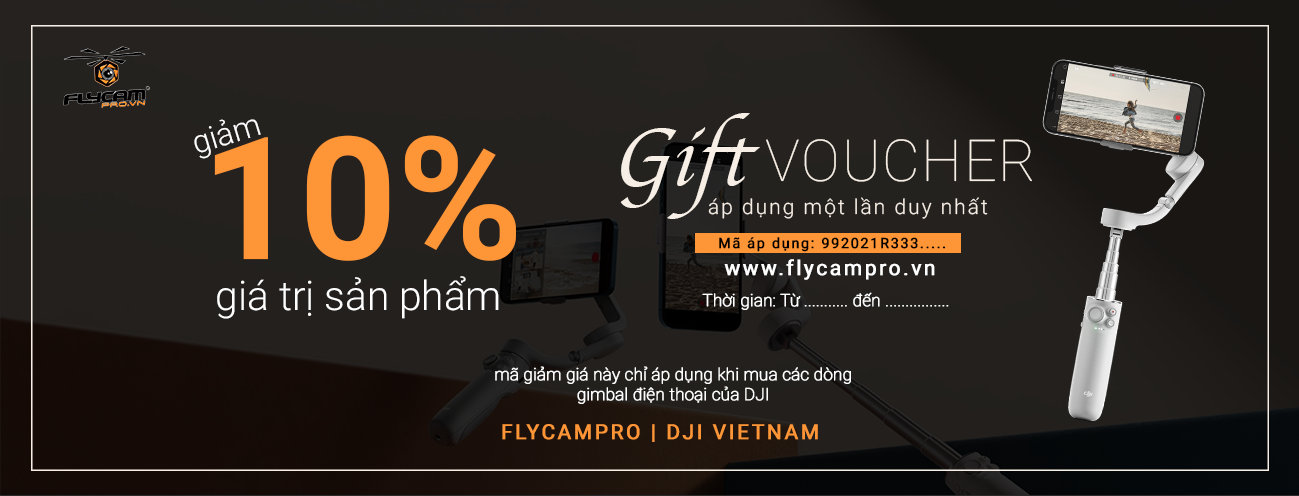 FLYCAM
PRO.VN
giảm
10%
giá trị sản phẩm
Gift VOUCHER
áp dụng một lần duy nhất
Mã áp dụng: 992021R333.....
www.flycampro.vn
Thời gian: Từ ........... đến ................
mã giảm giá này chỉ áp dụng khi mua các dòng
gimbal điện thoại của DJI
FLYCAMPRO | DJI VIETNAM